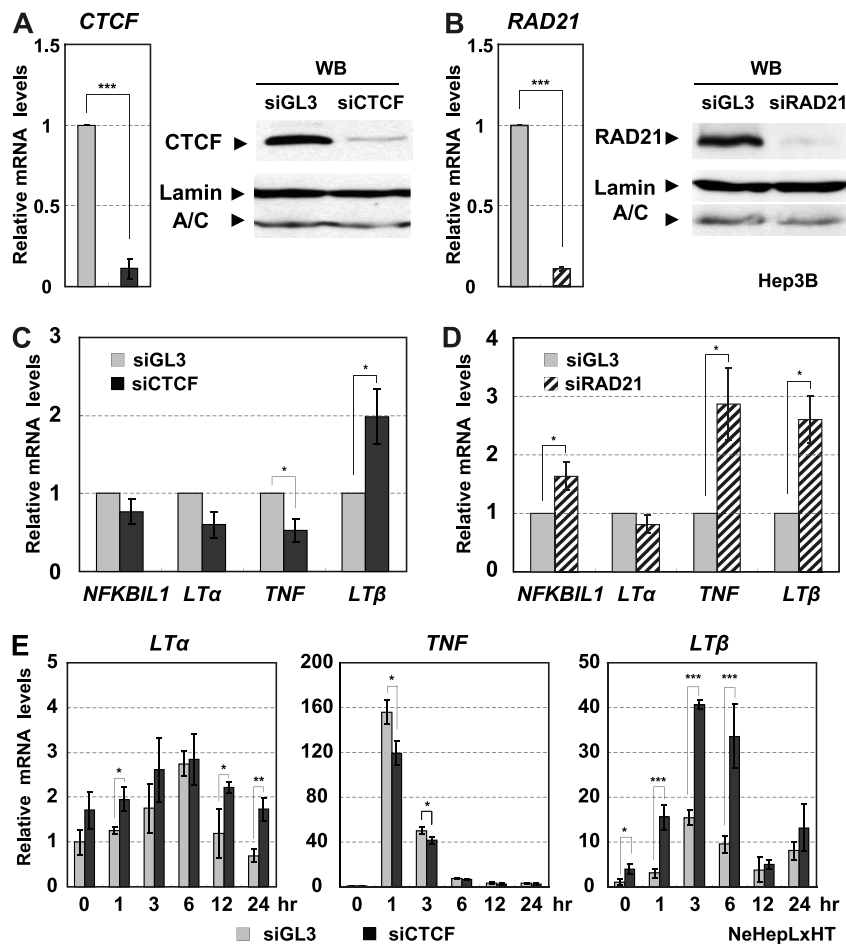 A
CTCF
Relative mRNA levels
1.5
1
0.5
0
***
WB
siGL3 siCTCF
CTCF
Lamin
A/C
B
RAD21
Relative mRNA levels
1.5
1
0.5
0
***
WB
siGL3 siRAD21
RAD21
Lamin
A/C
Hep3B
C
Relative mRNA levels
3
2
1
0
siGL3
siCTCF
*
*
NFKBIL1 LTα TNF LTβ
D
Relative mRNA levels
4
3
2
1
0
siGL3
siRAD21
*
*
*
NFKBIL1 LTα TNF LTβ
E
LTα
Relative mRNA levels
5
4
3
2
1
0
*
*
**
0 1 3 6 12 24 hr
TNF
200
160
120
80
40
0
*
*
0 1 3 6 12 24 hr
LTβ
50
40
30
20
10
0
*
***
***
***
0 1 3 6 12 24 hr
siGL3 siCTCF
NeHepLxHT